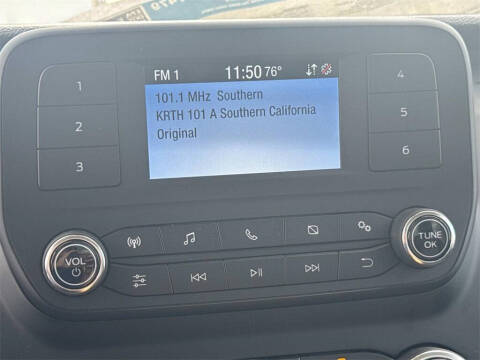 FM 1 11:50 76°
101.1 MHz Southern
KRTH 101 A Southern California
Original
1
2
3
4
5
6
VOL
TUNE
OK